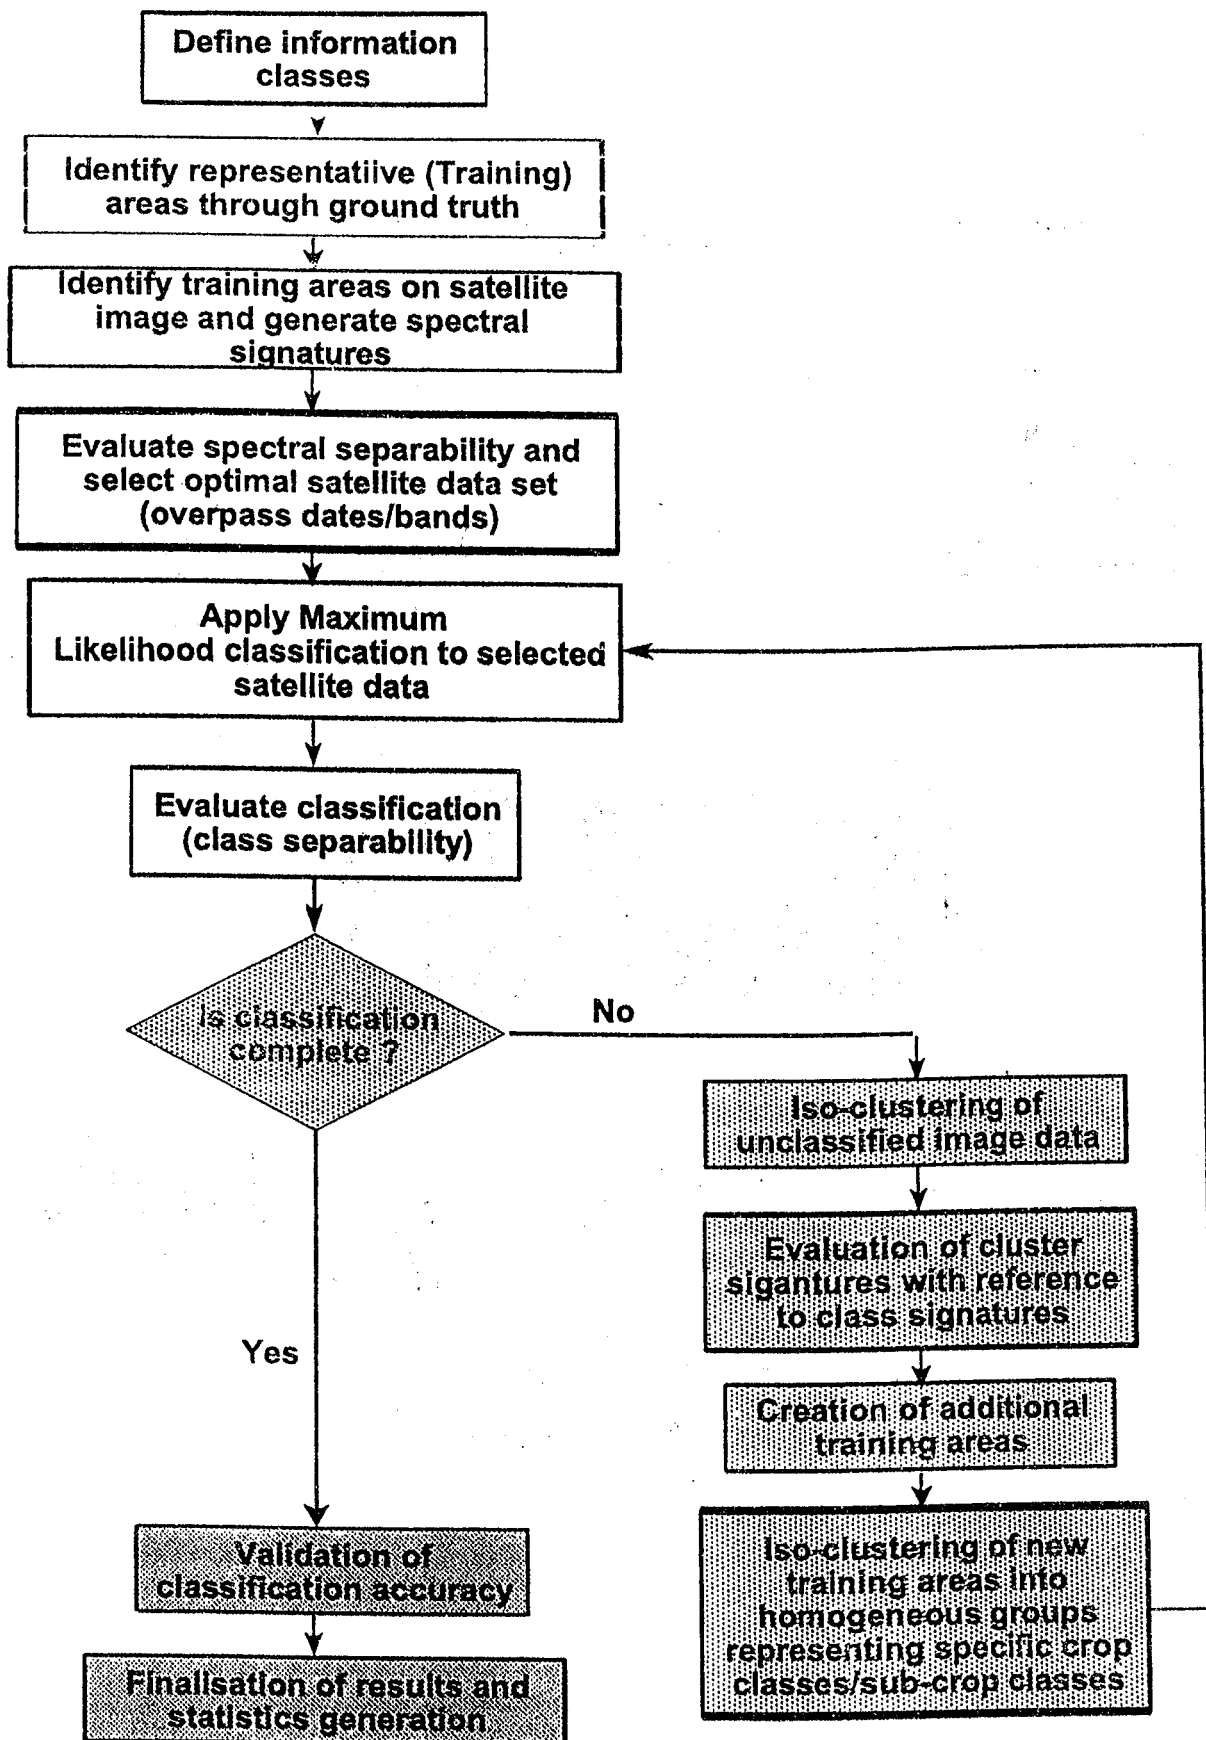 Define information
classes
Identify representatiive (Training)
areas through ground truth
Identify training areas on satellite
image and generate spectral
signatures
Evaluate spectral separability and
select optimal satellite data set
(overpass dates/bands)
Apply Maximum
Likelihood classification to selected
satellite data
Evaluate classification
(class separability)
Is classification
complete ?
No
Iso-clustering of
unclassified image data
Evaluation of cluster
sigantures with reference
to class signatures
Yes
Creation of additional
training areas
Iso-clustering of new
training areas into
homogeneous groups
representing specific crop
classes/sub-crop classes
Validation of
classification accuracy
Finalisation of results and
statistics generation